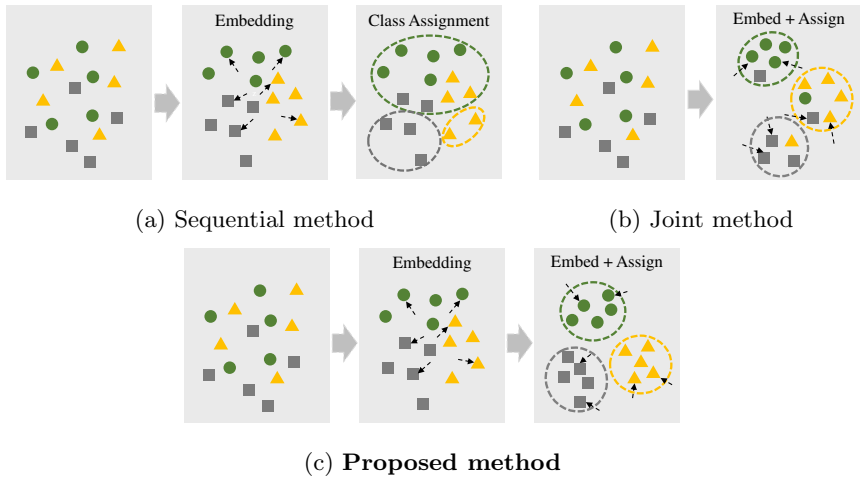 Embedding
Class Assignment
Embed + Assign
(a) Sequential method
(b) Joint method
Embedding
Embed + Assign
(c) Proposed method